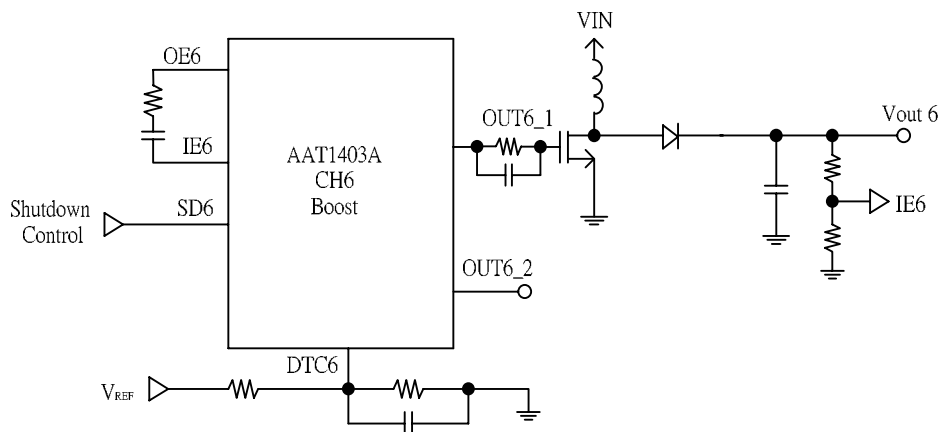 VIN
OE6
OUT6_1
Vout 6
IE6
AAT1403A
CH6
Boost
IE6
Shutdown
Control
SD6
OUT6_2
DTC6
VREF